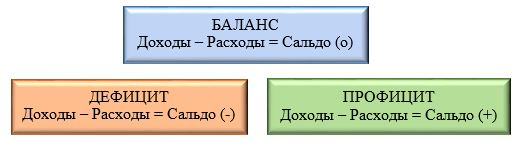 БАЛАНС
Доходы – Расходы = Сальдо (о)
ДЕФИЦИТ
Доходы – Расходы = Сальдо (-)
ПРОФИЦИТ
Доходы – Расходы = Сальдо (+)